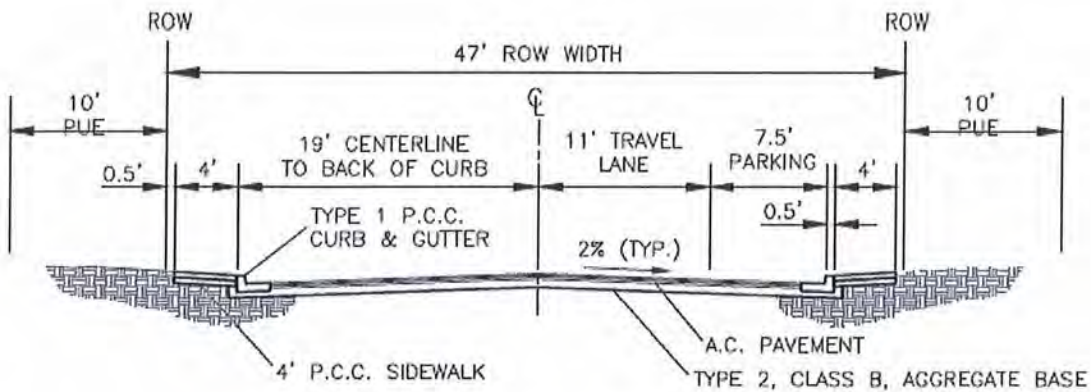 ROW
ROW
47' ROW WIDTH
10'
PUE
℄
10'
PUE
19' CENTERLINE
TO BACK OF CURB
11' TRAVEL
LANE
7.5'
PARKING
0.5'
4'
4'
0.5'
TYPE 1 P.C.C.
CURB & GUTTER
2% (TYP.)
A.C. PAVEMENT
4' P.C.C. SIDEWALK
TYPE 2, CLASS B, AGGREGATE BASE